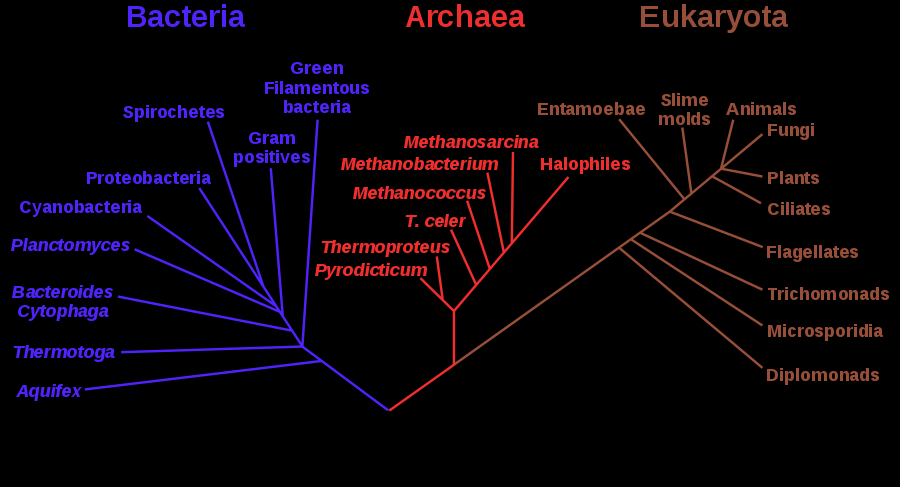 Bacteria
Archaea
Eukaryota
Green
Filamentous
bacteria
Spirochetes
Gram
positives
Proteobacteria
Cyanobacteria
Planctomyces
Bacteroides
Cytophaga
Thermotoga
Aquifex
Methanosarcina
Methanobacterium
Halophiles
Methanococcus
T. celer
Thermoproteus
Pyrodicticum
Entamoebae
Slime
molds
Animals
Fungi
Plants
Ciliates
Flagellates
Trichomonads
Microsporidia
Diplomonads